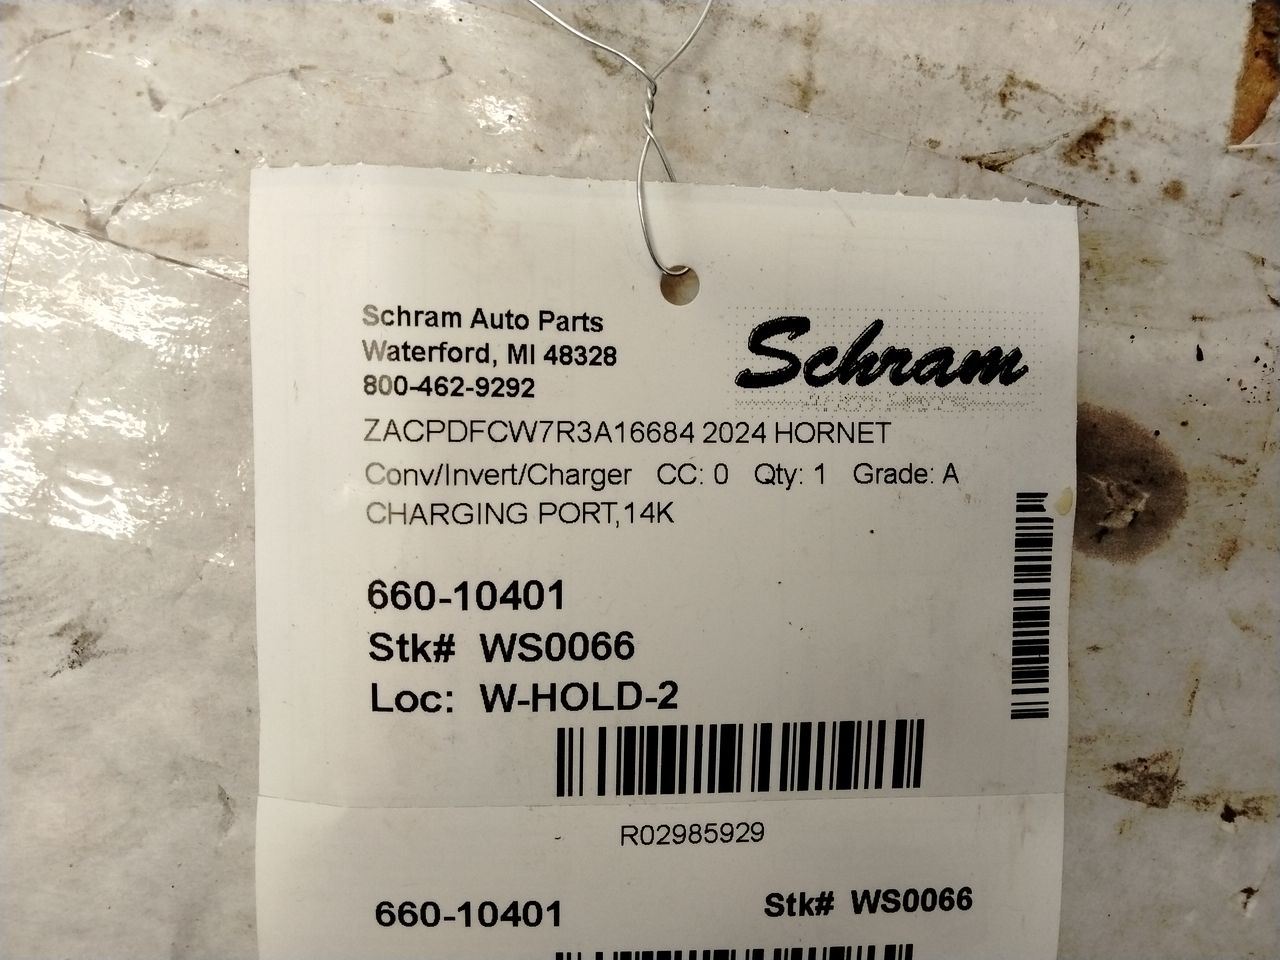 Schram Auto Parts
Waterford, MI 48328
800-462-9292
Schram
ZACPDFCW7R3A16684 2024 HORNET
Conv/Invert/Charger CC: 0 Qty: 1 Grade: A
CHARGING PORT,14K
660-10401
Stk# WS0066
Loc: W-HOLD-2
R02985929
660-10401 Stk# WS0066